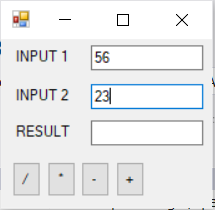 INPUT 1 56
INPUT 2 23
RESULT
/ * - +